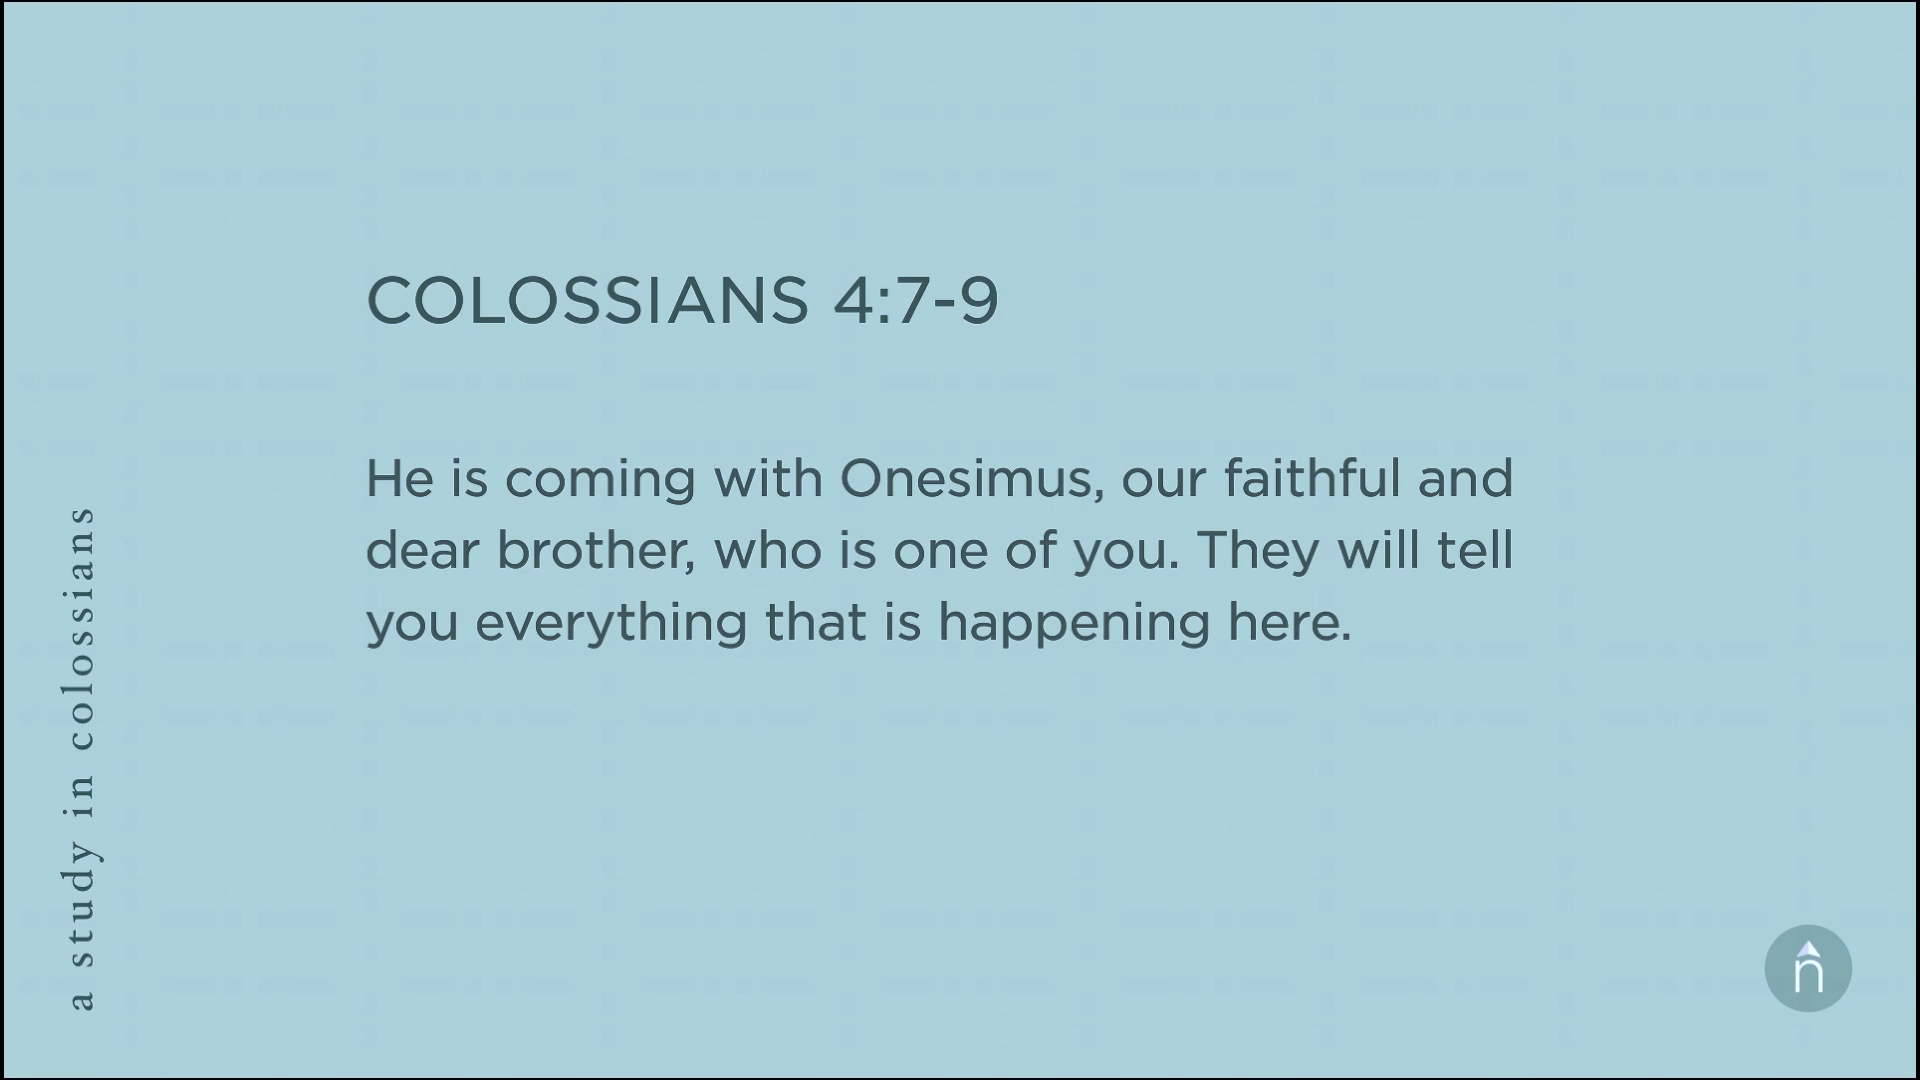 COLOSSIANS 4:7-9
He is coming with Onesimus, our faithful and
dear brother, who is one of you. They will tell
you everything that is happening here.
a study in colossians
n